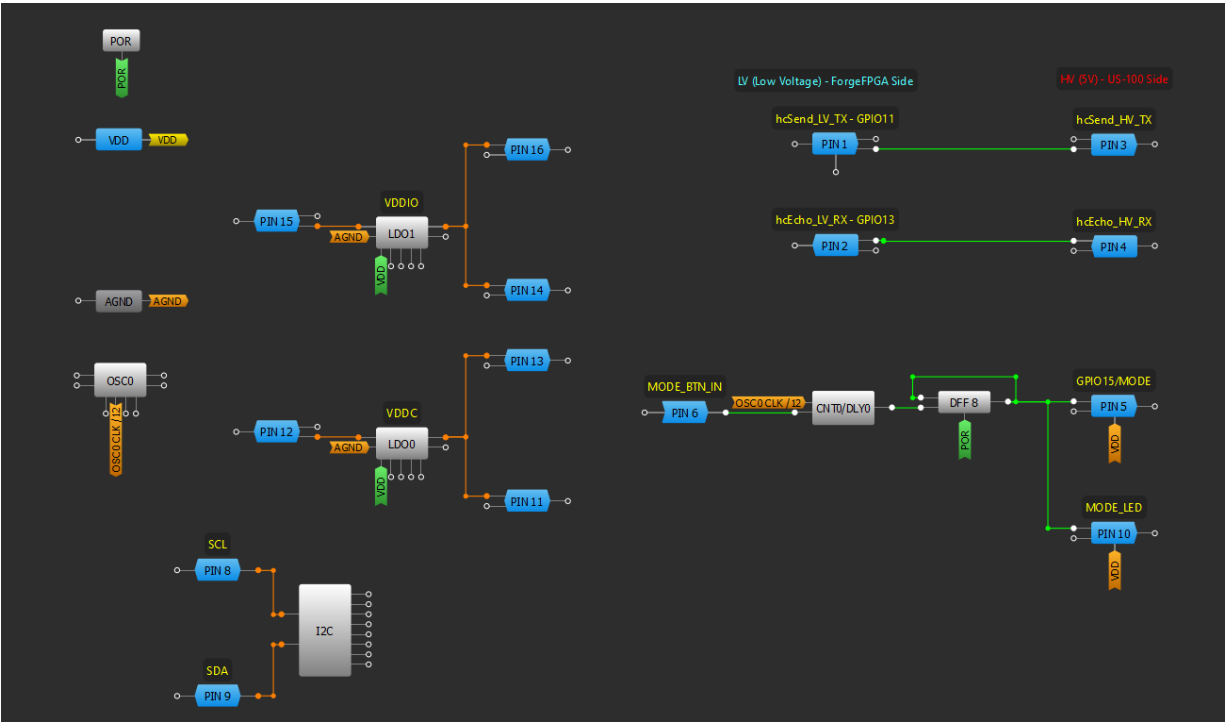 POR
POR
VDD
VDD
AGND
AGND
OSC0
OSC0 CLK /12
PIN 15
VDDIO
LDO1
AGND
VDD
PIN 16
PIN 14
PIN 12
VDDC
LDO0
AGND
VDD
PIN 13
PIN 11
SCL
PIN 8
I2C
SDA
PIN 9
LV (Low Voltage) - ForgeFPGA Side
HV (5V) - US-100 Side
hcSend_LV_TX - GPIO11
PIN 1
hcSend_HV_TX
PIN 3
hcEcho_LV_RX - GPIO13
PIN 2
hcEcho_HV_RX
PIN 4
MODE_BTN_IN
PIN 6
OSC0 CLK /12
CNT0/DLY0
DFF 8
POR
GPIO15/MODE
PIN 5
VDD
MODE_LED
PIN 10
VDD